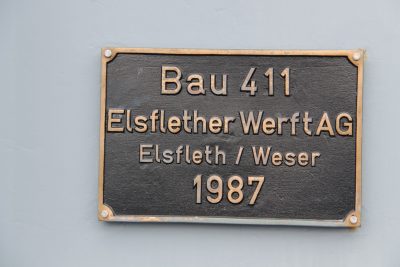 Bau 411
Elsflether Werft AG
Elsfleth / Weser
1987